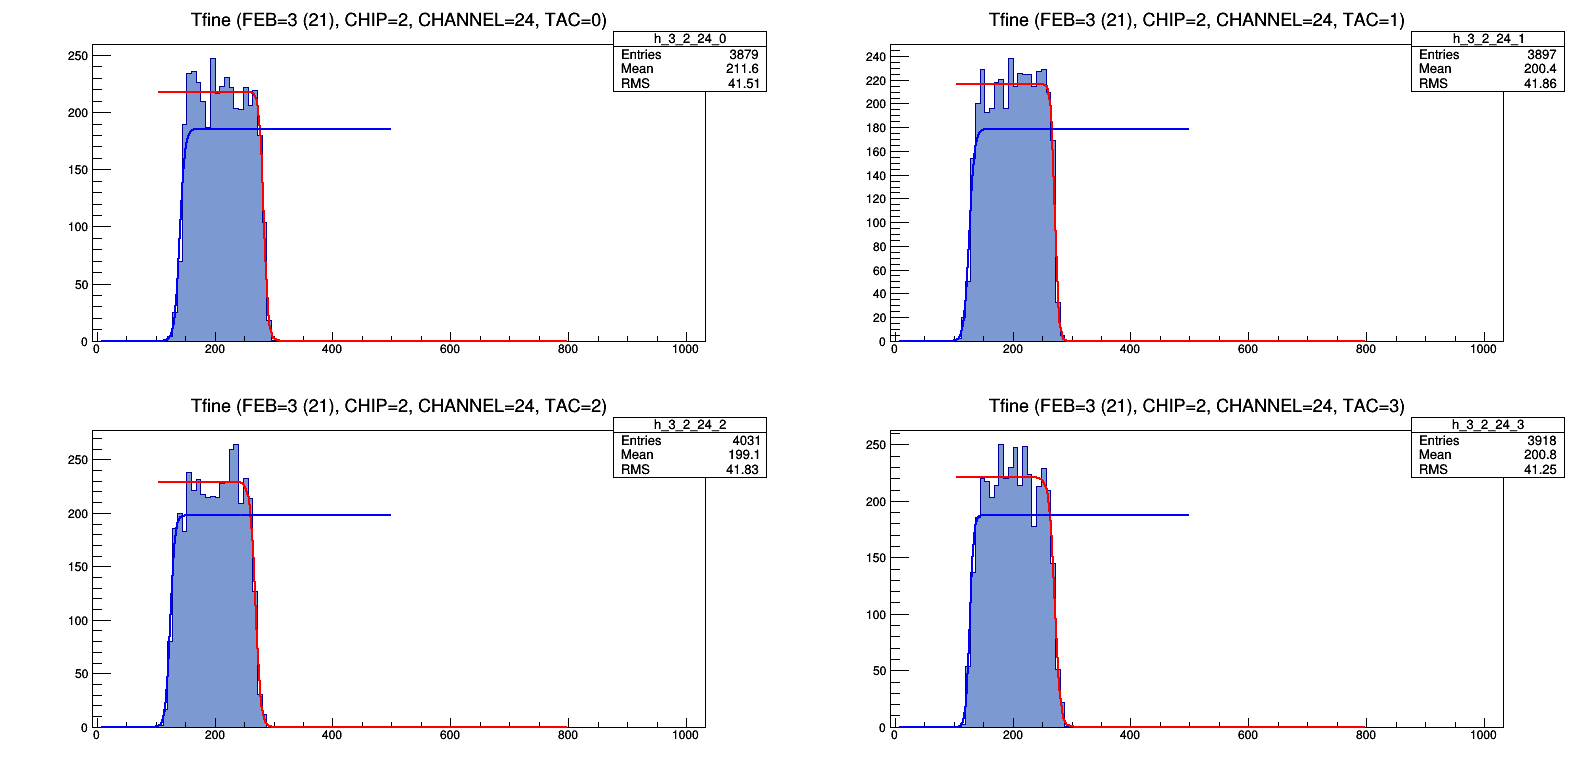 Tfine (FEB=3 (21), CHIP=2, CHANNEL=24, TAC=0)
h_3_2_24_0
Entries 3879
Mean 211.6
RMS 41.51
250
200
150
100
50
0
0 200 400 600 800 1000
Tfine (FEB=3 (21), CHIP=2, CHANNEL=24, TAC=1)
h_3_2_24_1
Entries 3897
Mean 200.4
RMS 41.86
240
220
200
180
160
140
120
100
80
60
40
20
0
0 200 400 600 800 1000
Tfine (FEB=3 (21), CHIP=2, CHANNEL=24, TAC=2)
h_3_2_24_2
Entries 4031
Mean 199.1
RMS 41.83
250
200
150
100
50
0
0 200 400 600 800 1000
Tfine (FEB=3 (21), CHIP=2, CHANNEL=24, TAC=3)
h_3_2_24_3
Entries 3918
Mean 200.8
RMS 41.25
250
200
150
100
50
0
0 200 400 600 800 1000